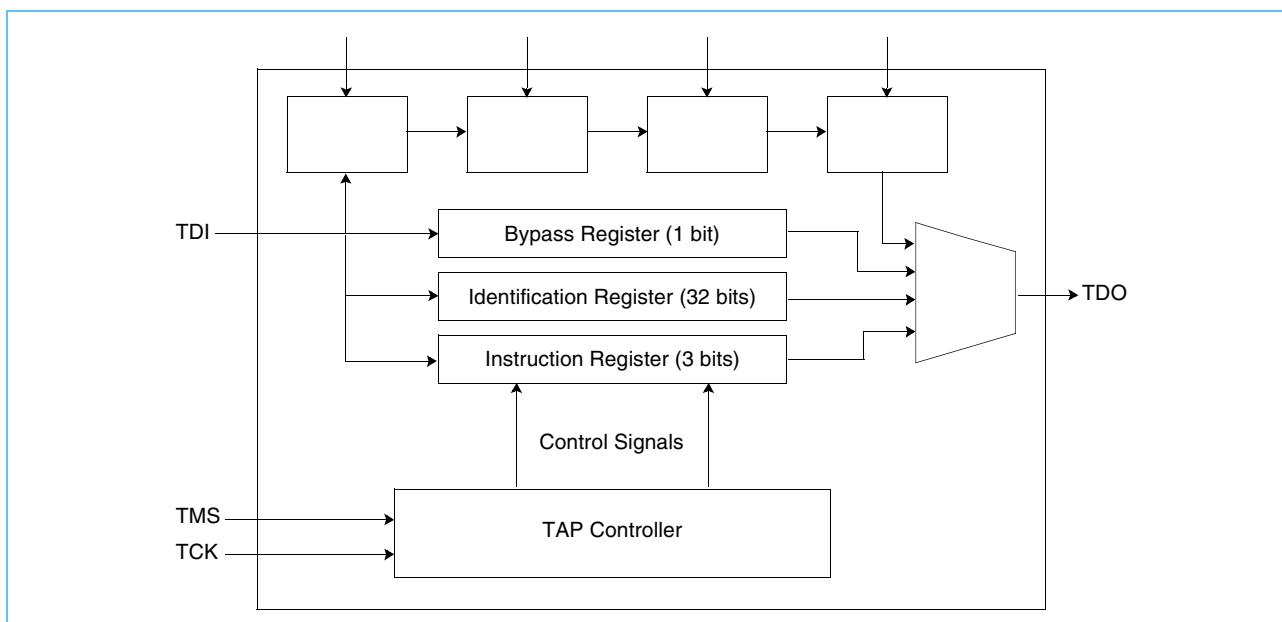 TDI
Bypass Register (1 bit)
Identification Register (32 bits)
TDO
Instruction Register (3 bits)
Control Signals
TMS
TAP Controller
TCK